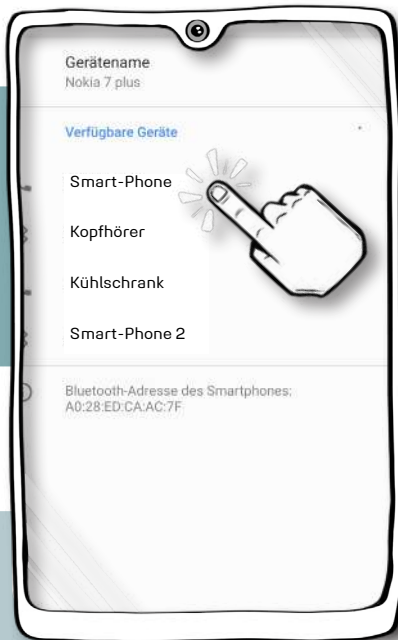 Gerätename
Nokia 7 plus
Verfügbare Geräte
Smart-Phone
Kopfhörer
Kühlschrank
Smart-Phone 2
Bluetooth-Adresse des Smartphones:
A0:28:ED:CA:AC:7F